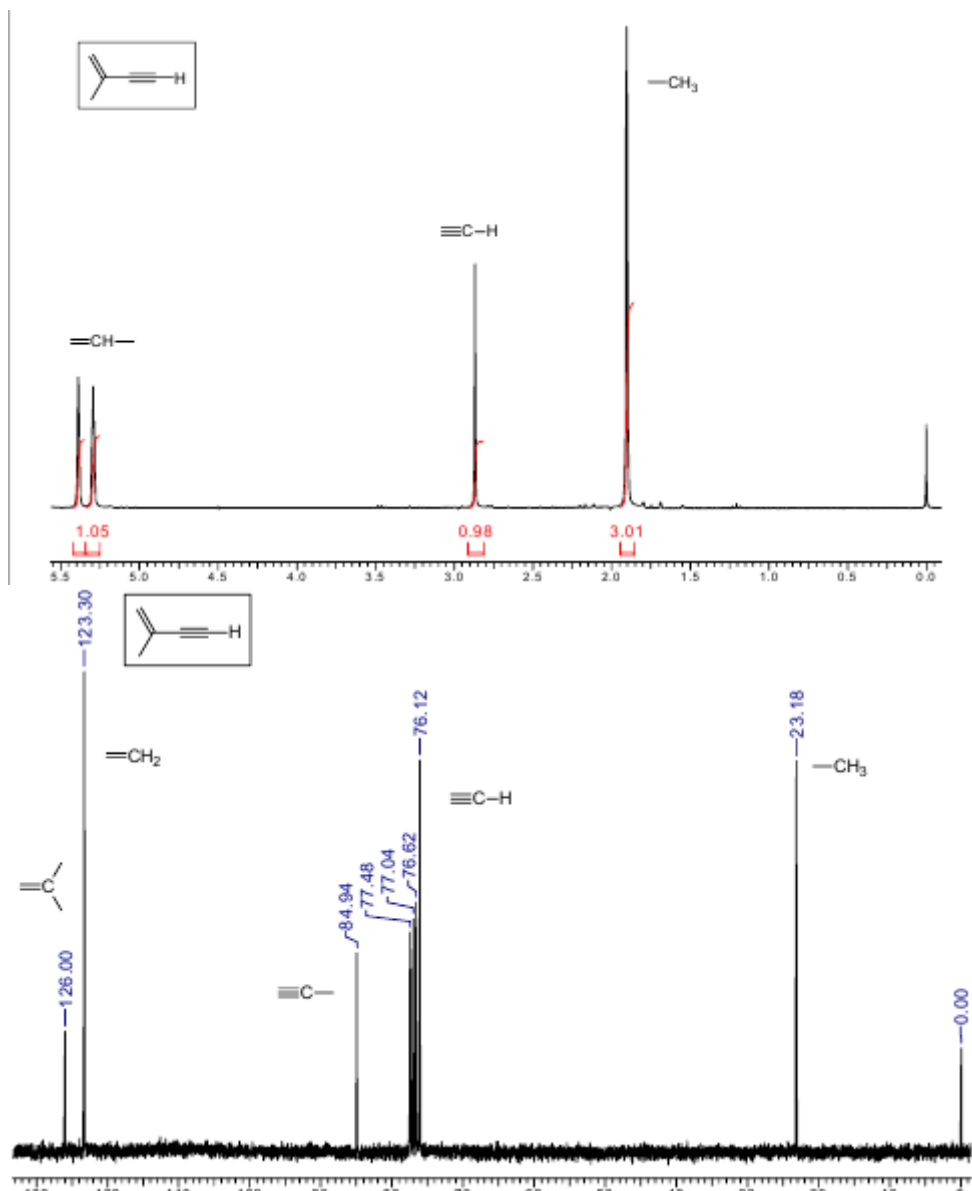 H
—CH₃
≡C–H
=CH—
1.05 0.98 3.01
5.5 5.0 4.5 4.0 3.5 3.0 2.5 2.0 1.5 1.0 0.5 0.0
H
123.30
76.12
23.18
=CH₂
—CH₃
≡C–H
76.62
77.04
77.48
84.94
=C
126.00
≡C—
0.00